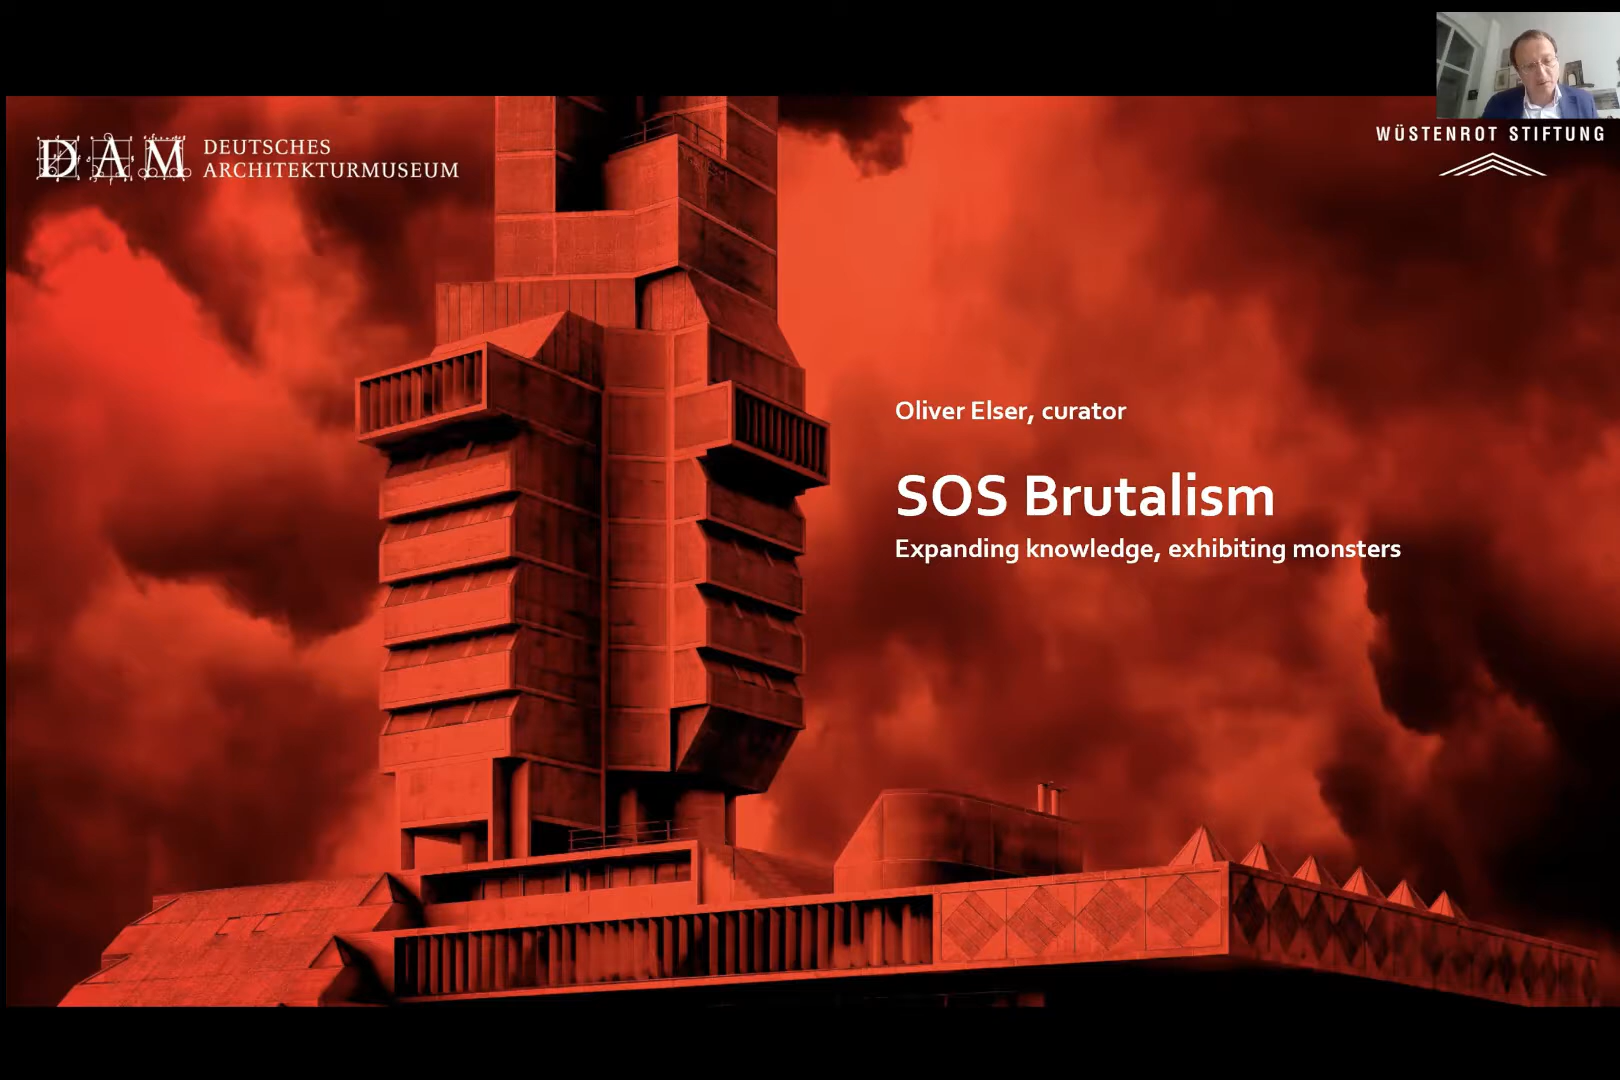 DAM
DEUTSCHES
ARCHITEKTURMUSEUM
WÜSTENROT STIFTUNG
Oliver Elser, curator
SOS Brutalism
Expanding knowledge, exhibiting monsters